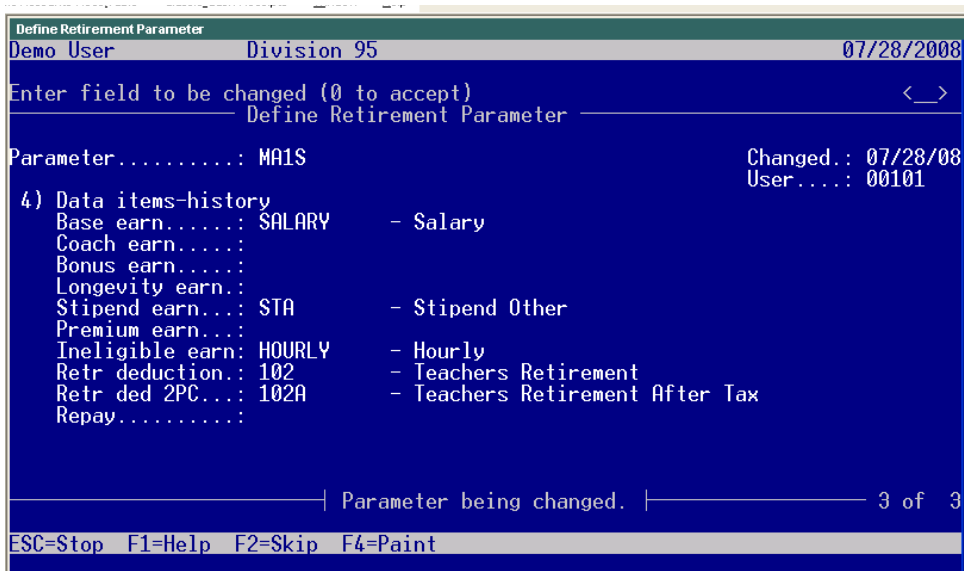 Define Retirement Parameter
Demo User Division 95 07/28/2008
Enter field to be changed (0 to accept) <__>
Define Retirement Parameter
Parameter..........: MA1S Changed.: 07/28/08
User....: 00101
4) Data items-history
Base earn......: SALARY - Salary
Coach earn.....:
Bonus earn.....:
Longevity earn.:
Stipend earn...: STA - Stipend Other
Premium earn...:
Ineligible earn: HOURLY - Hourly
Retr deduction.: 102 - Teachers Retirement
Retr ded 2PC...: 102A - Teachers Retirement After Tax
Repay..........:
Parameter being changed. 3 of 3
ESC=Stop F1=Help F2=Skip F4=Paint